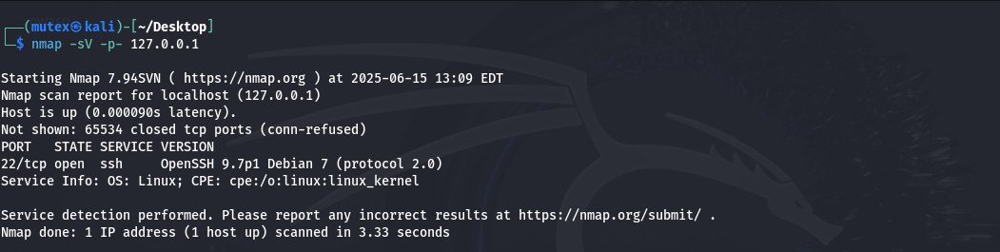 ┌──(mutex㉿kali)-[~/Desktop]
└─$ nmap -sV -p- 127.0.0.1
Starting Nmap 7.94SVN ( https://nmap.org ) at 2025-06-15 13:09 EDT
Nmap scan report for localhost (127.0.0.1)
Host is up (0.000090s latency).
Not shown: 65534 closed tcp ports (conn-refused)
PORT   STATE SERVICE VERSION
22/tcp open  ssh     OpenSSH 9.7p1 Debian 7 (protocol 2.0)
Service Info: OS: Linux; CPE: cpe:/o:linux:linux_kernel
Service detection performed. Please report any incorrect results at https://nmap.org/submit/ .
Nmap done: 1 IP address (1 host up) scanned in 3.33 seconds